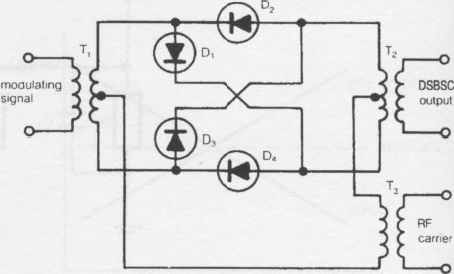 D2
T1
D1
T2
modulating
signal
DSBSC
output
D3
D4
T3
RF
carrier